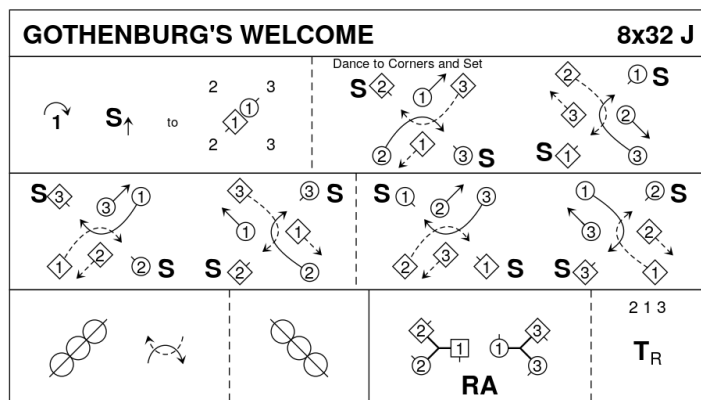 GOTHENBURG'S WELCOME 8x32 J
Dance to Corners and Set
1 S to 2 3 1 1 2 3
S 2 1 3 2 1 3 S
2 1 S 3 2 S 1 3
S 3 3 1 1 2 2 S
3 3 S 1 1 S 2 2
S 1 2 3 2 3 1 S
1 2 S 3 2 S 3 1
2 1 3
2 1 2 1 3 3
RA
T R